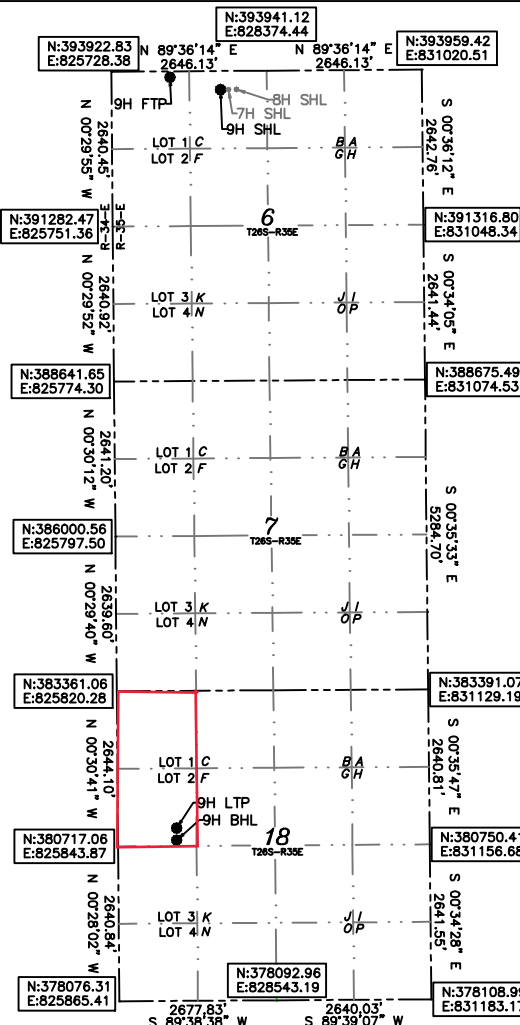 N:393941.12
E:828374.44
N:393922.83
E:825728.38
N 89°36'14" E
2646.13'
N 89°36'14" E
2646.13'
N:393959.42
E:831020.51
9H FTP
8H SHL
7H SHL
9H SHL
N 00°29'55" W
2640.45'
S 00°36'12" E
2642.76'
LOT 1 C
LOT 2 F
B A
G H
N:391282.47
E:825751.36
R-34-E
R-35-E
6
T26S-R35E
N:391316.80
E:831048.34
N 00°29'52" W
2640.92'
S 00°34'05" E
2641.44'
LOT 3 K
LOT 4 N
J I
O P
N:388641.65
E:825774.30
N:388675.49
E:831074.53
N 00°30'12" W
2641.20'
LOT 1 C
LOT 2 F
B A
G H
S 00°35'33" E
5284.70'
N:386000.56
E:825797.50
7
T26S-R35E
N 00°29'40" W
2639.60'
LOT 3 K
LOT 4 N
J I
O P
N:383361.06
E:825820.28
N:383391.07
E:831129.19
N 00°30'41" W
2644.10'
S 00°35'47" E
2640.81'
LOT 1 C
LOT 2 F
B A
G H
9H LTP
9H BHL
N:380717.06
E:825843.87
18
T26S-R35E
N:380750.41
E:831156.68
N 00°28'02" W
2640.84'
S 00°34'28" E
2641.55'
LOT 3 K
LOT 4 N
J I
O P
N:378076.31
E:825865.41
N:378092.96
E:828543.19
N:378108.99
E:831183.17
2677.83'
S 89°38'38" W
2640.03'
S 89°39'07" W